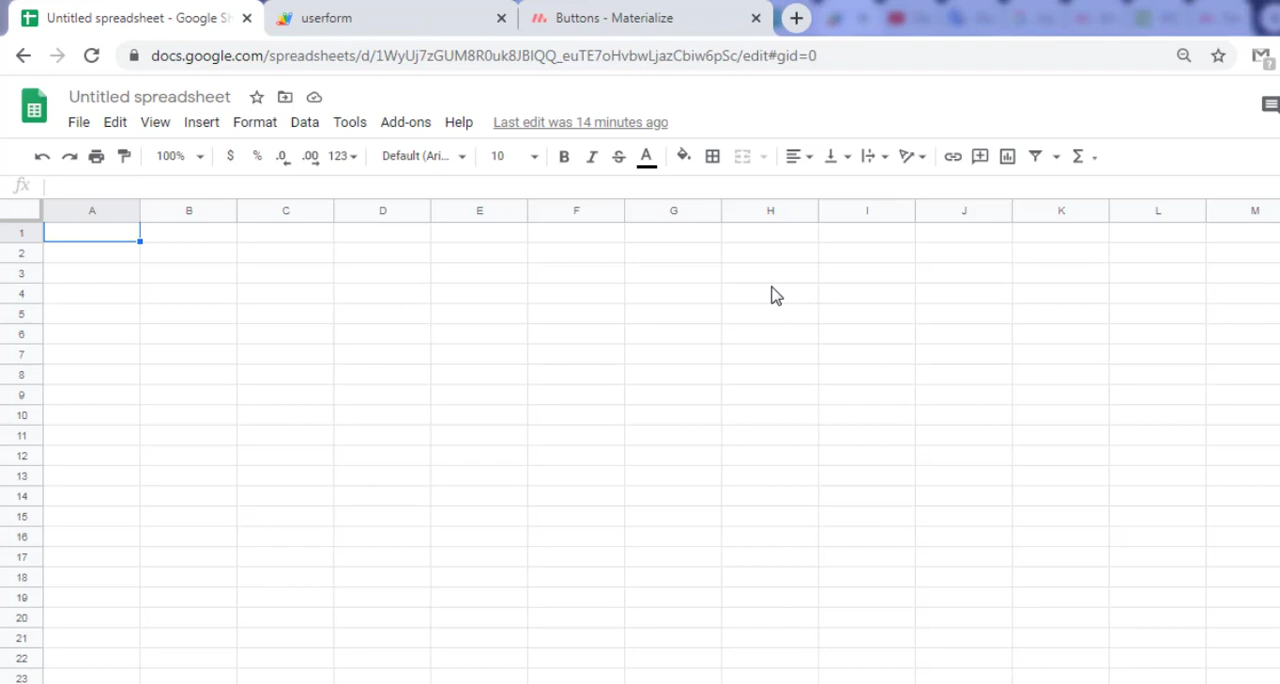 Untitled spreadsheet - Google Sh
userform
Buttons - Materialize
docs.google.com/spreadsheets/d/1WyUj7zGUM8R0uk8JBIQQ_euTE7oHvbwLjazCbiw6pSc/edit#gid=0
Untitled spreadsheet
File Edit View Insert Format Data Tools Add-ons Help Last edit was 14 minutes ago
100% $ % .0 .00 123 Default (Ari... 10 B I S A Σ
fx
A B C D E F G H I J K L M
1
2
3
4
5
6
7
8
9
10
11
12
13
14
15
16
17
18
19
20
21
22
23